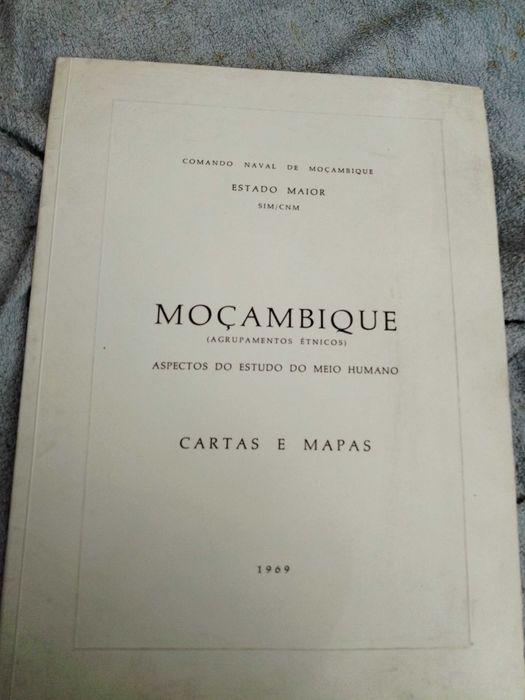 COMANDO NAVAL DE MOÇAMBIQUE
ESTADO MAIOR
SIM/CNM
MOÇAMBIQUE
(AGRUPAMENTOS ÉTNICOS)
ASPECTOS DO ESTUDO DO MEIO HUMANO
CARTAS E MAPAS
1969